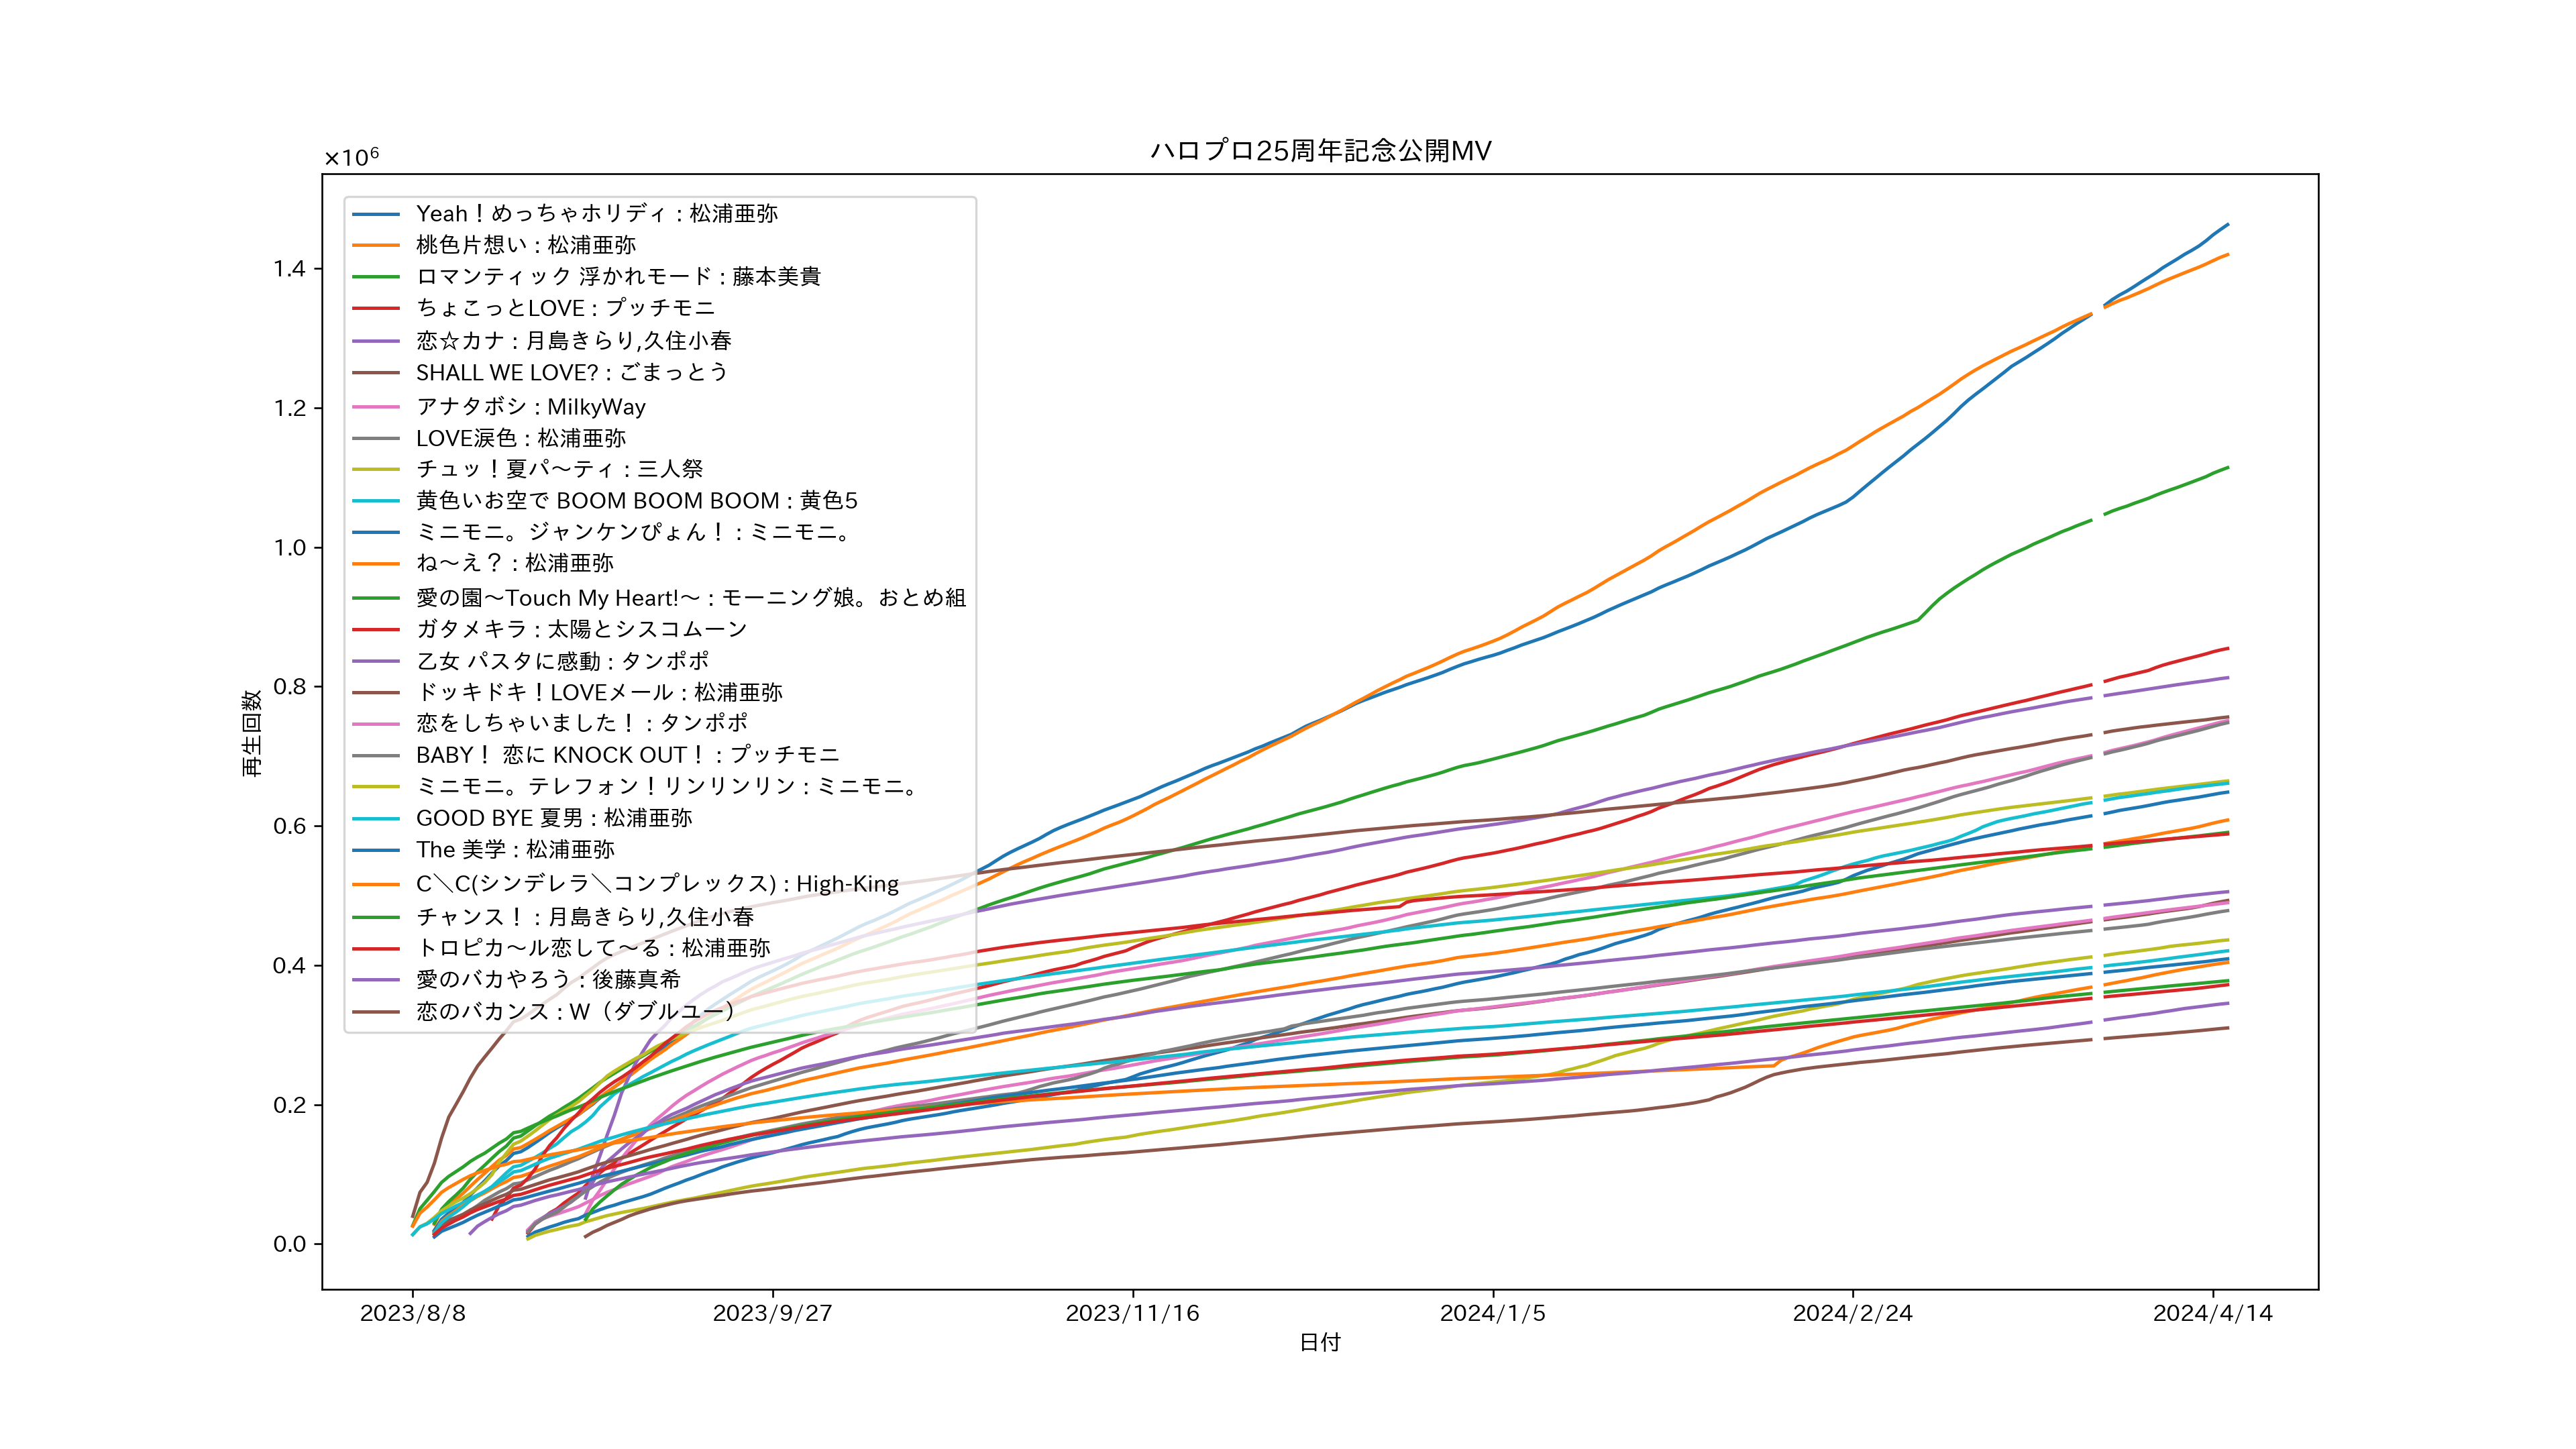 ハロプロ25周年記念公開MV
×10⁶
Yeah！めっちゃホリディ : 松浦亜弥
桃色片想い : 松浦亜弥
ロマンティック 浮かれモード : 藤本美貴
ちょこっとLOVE : プッチモニ
恋☆カナ : 月島きらり,久住小春
SHALL WE LOVE? : ごまっとう
アナタボシ : MilkyWay
LOVE涙色 : 松浦亜弥
チュッ！夏パ〜ティ : 三人祭
黄色いお空で BOOM BOOM BOOM : 黄色5
ミニモニ。ジャンケンぴょん！ : ミニモニ。
ね〜え？ : 松浦亜弥
愛の園〜Touch My Heart!〜 : モーニング娘。おとめ組
ガタメキラ : 太陽とシスコムーン
乙女 パスタに感動 : タンポポ
ドッキドキ！LOVEメール : 松浦亜弥
恋をしちゃいました！ : タンポポ
BABY！ 恋に KNOCK OUT！ : プッチモニ
ミニモニ。テレフォン！リンリンリン : ミニモニ。
GOOD BYE 夏男 : 松浦亜弥
The 美学 : 松浦亜弥
C＼C(シンデレラ＼コンプレックス) : High-King
チャンス！ : 月島きらり,久住小春
トロピカ〜ル恋して〜る : 松浦亜弥
愛のバカやろう : 後藤真希
恋のバカンス : W（ダブルユー）
1.4
1.2
1.0
0.8
0.6
0.4
0.2
0.0
再生回数
2023/8/8
2023/9/27
2023/11/16
2024/1/5
2024/2/24
2024/4/14
日付